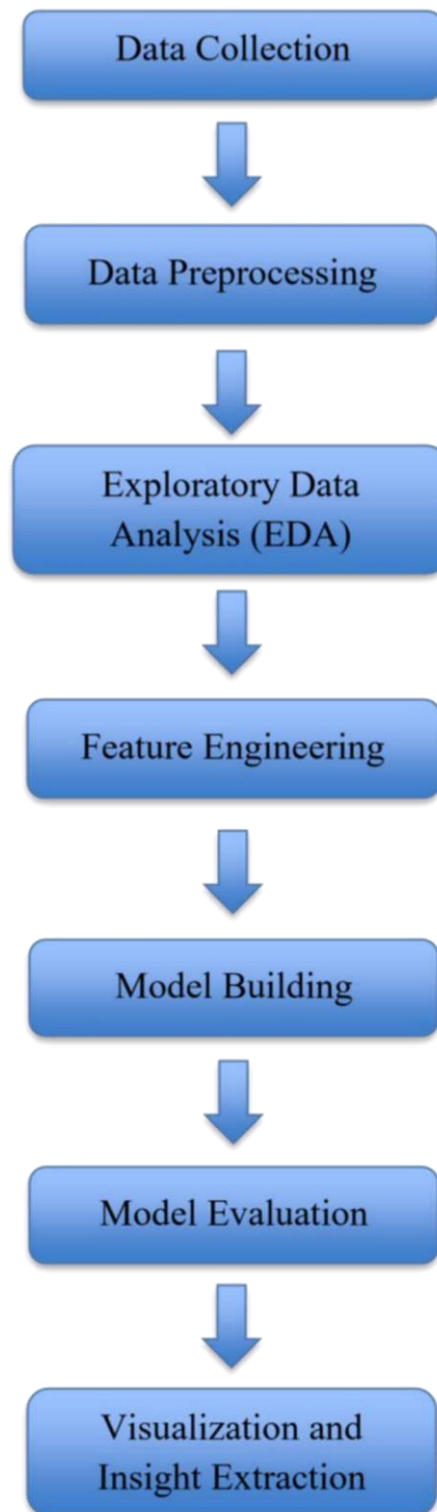 Data Collection
Data Preprocessing
Exploratory Data
Analysis (EDA)
Feature Engineering
Model Building
Model Evaluation
Visualization and
Insight Extraction